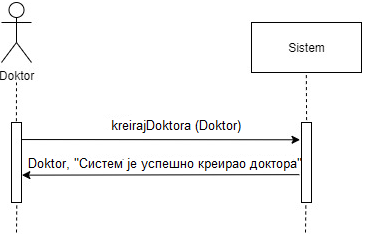 Sistem
Doktor
kreirajDoktora (Doktor)
Doktor, "Систем је успешно креирао доктора"